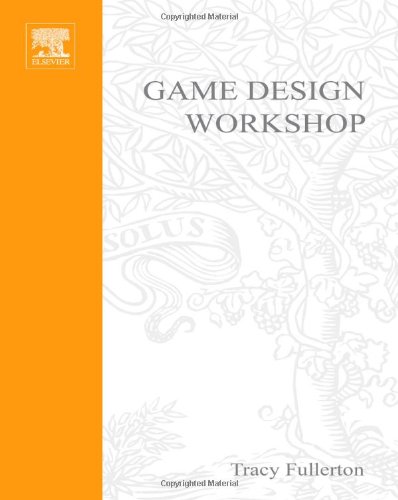 Copyrighted Material
ELSEVIER
GAME DESIGN
WORKSHOP
SOLUS
Tracy Fullerton
Copyrighted Material